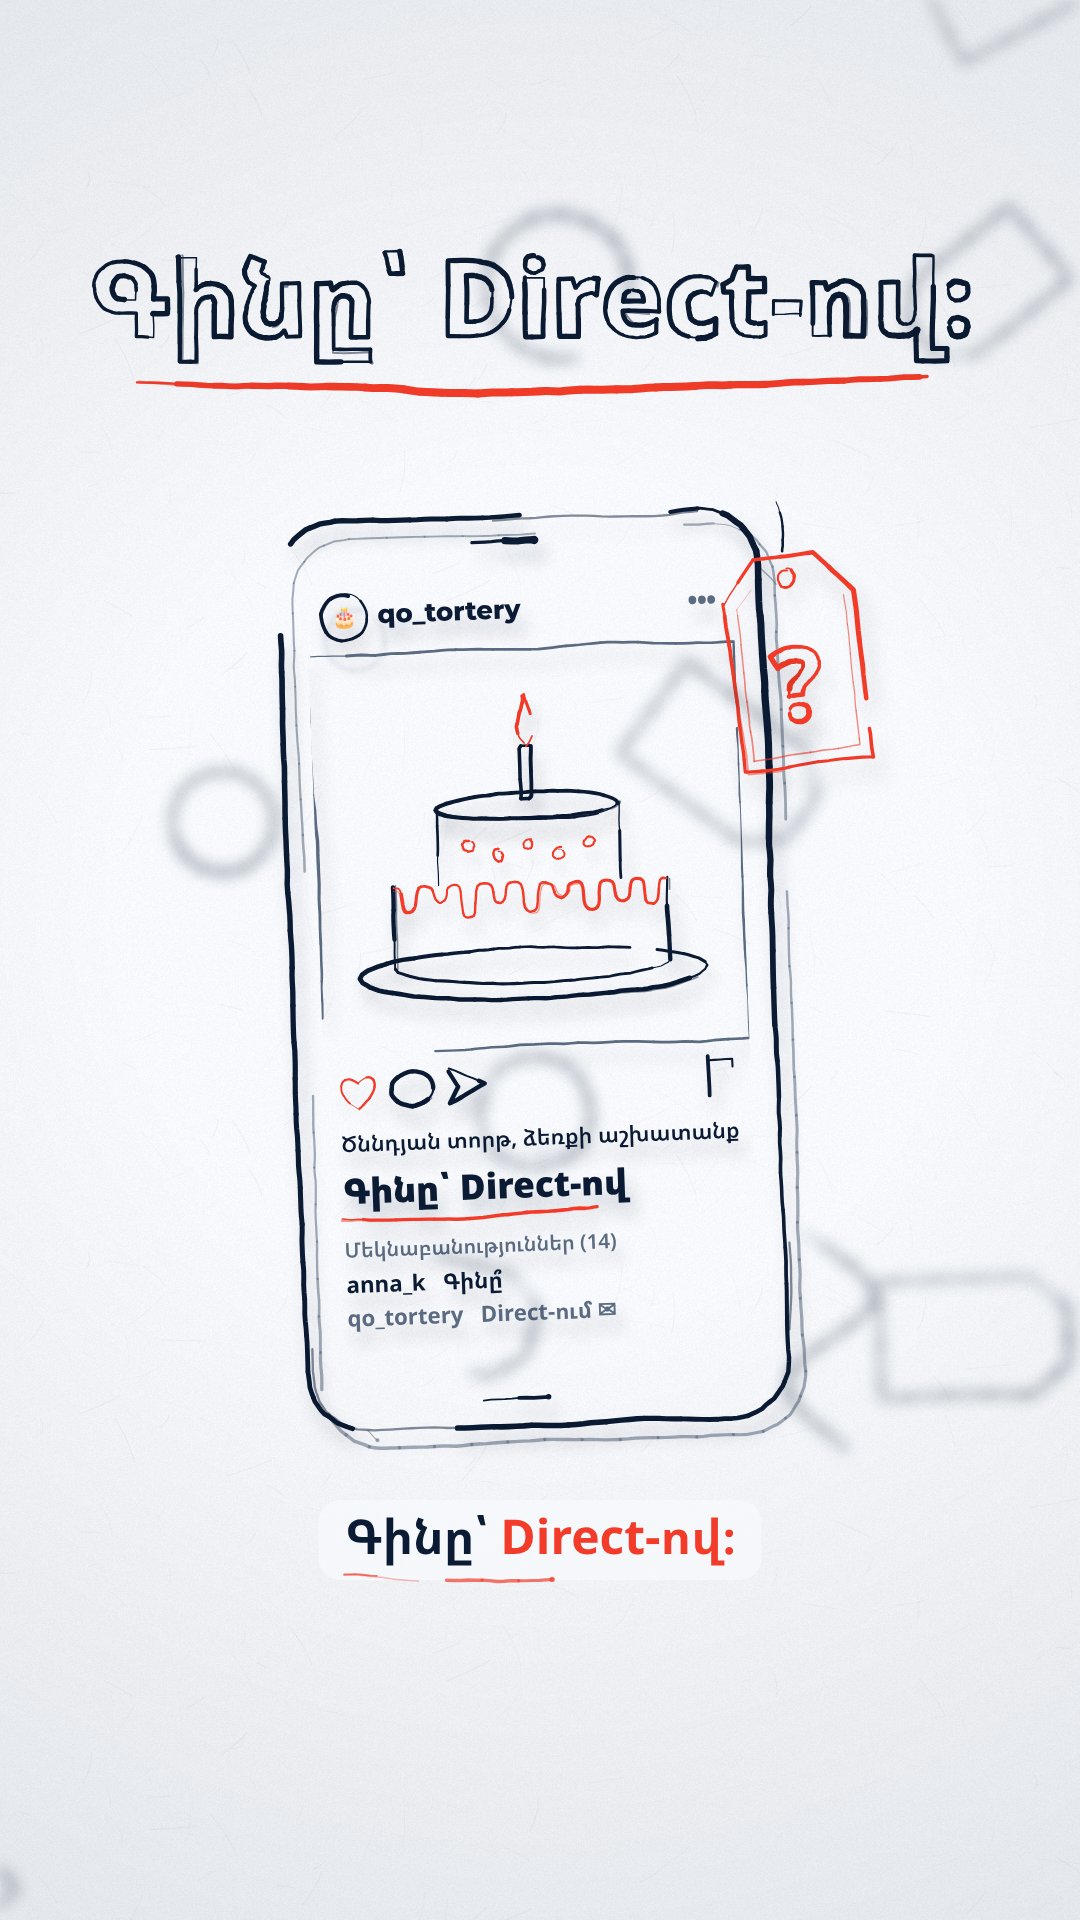 Գինը՝ Direct-ով:
qo_tortery
?
Ծննդյան տորթ, ձեռքի աշխատանք
Գինը՝ Direct-ով
Մեկնաբանություններ (14)
anna_k Գինը՞
qo_tortery Direct-ում ✉
Գինը՝ Direct-ով: